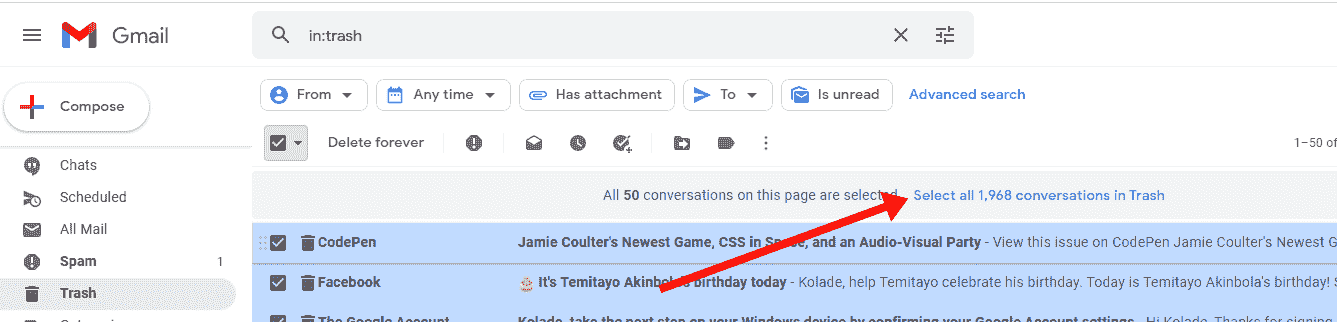 Gmail
in:trash
Compose
From
Any time
Has attachment
To
Is unread
Advanced search
Delete forever
1–50 of
Chats
Scheduled
All Mail
Spam 1
Trash
All 50 conversations on this page are selected. Select all 1,968 conversations in Trash
CodePen Jamie Coulter's Newest Game, CSS in Space, and an Audio-Visual Party - View this issue on CodePen Jamie Coulter's Newest G
Facebook It's Temitayo Akinbola's birthday today - Kolade, help Temitayo celebrate his birthday. Today is Temitayo Akinbola's birthday! S
The Google Account Kolade, take the next step on your Windows device by confirming your Google Account settings - Hi Kolade, Thanks for signing